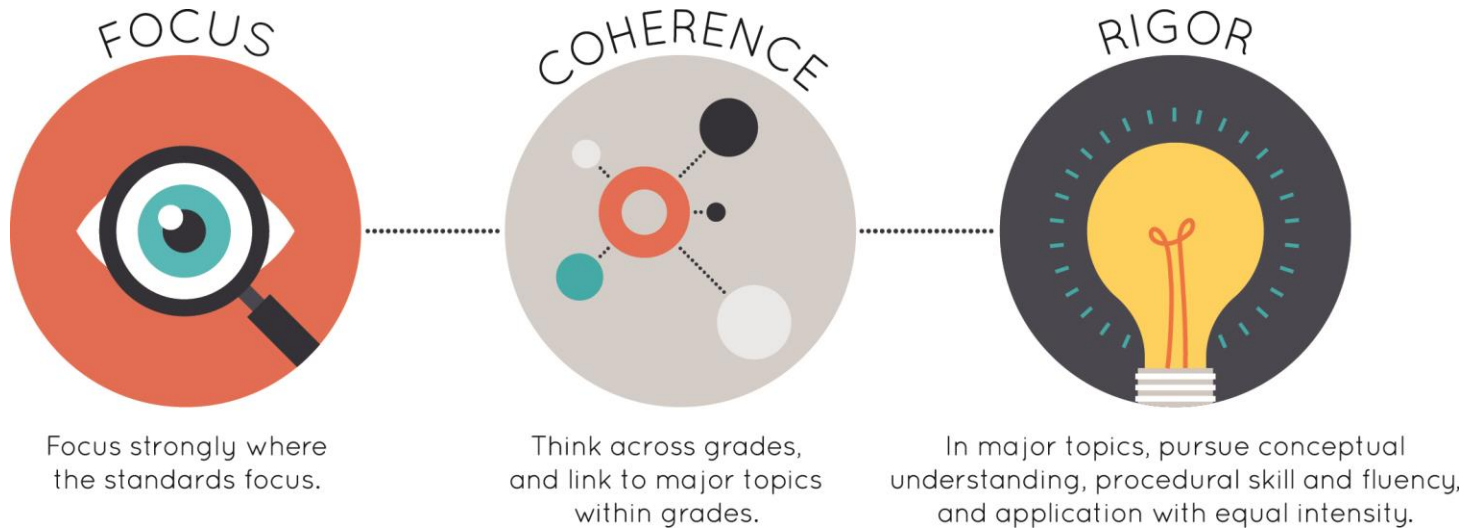 FOCUS
COHERENCE
RIGOR
Focus strongly where
the standards focus.
Think across grades,
and link to major topics
within grades.
In major topics, pursue conceptual
understanding, procedural skill and fluency,
and application with equal intensity.